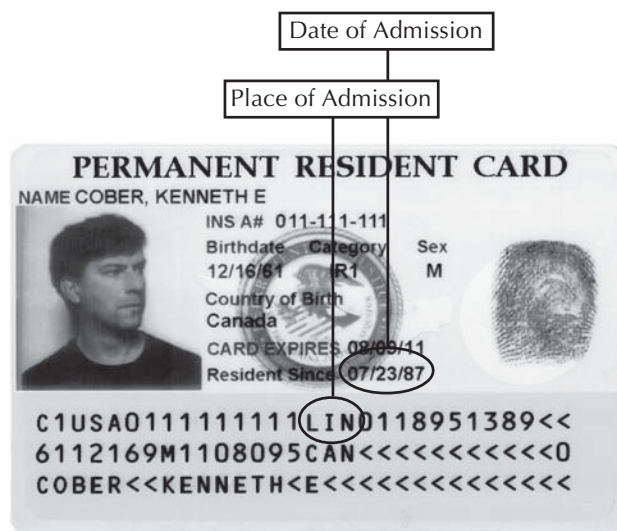 Date of Admission
Place of Admission
PERMANENT RESIDENT CARD
NAME COBER, KENNETH E
INS A# 011-111-111
Birthdate Category Sex
12/16/61 IR1 M
Country of Birth
Canada
CARD EXPIRES 08/09/11
Resident Since 07/23/87
C1USA0111111111LIN0118951389<<
6112169M1108095CAN<<<<<<<<<<<0
COBER<<KENNETH<E<<<<<<<<<<<<<<